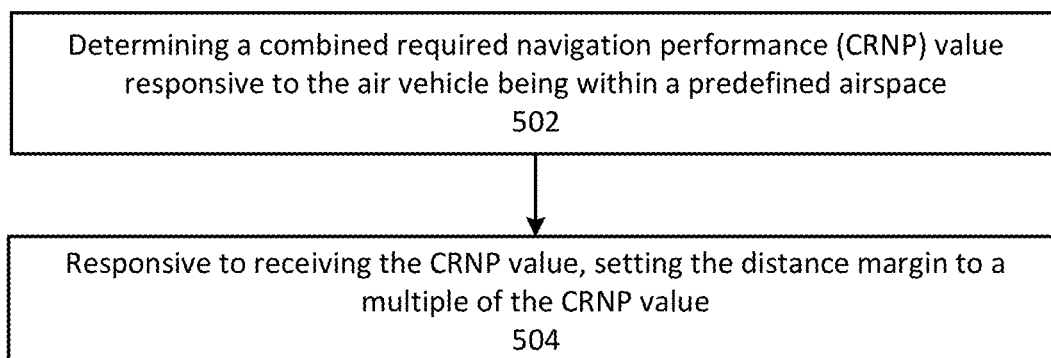 Determining a combined required navigation performance (CRNP) value
responsive to the air vehicle being within a predefined airspace
502
Responsive to receiving the CRNP value, setting the distance margin to a
multiple of the CRNP value
504